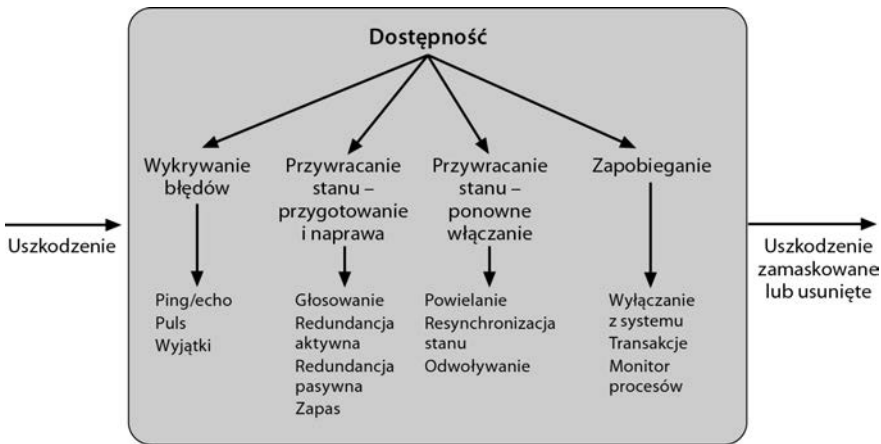 Dostępność
Wykrywanie
błędów
Przywracanie
stanu –
przygotowanie
i naprawa
Przywracanie
stanu –
ponowne
włączanie
Zapobieganie
Uszkodzenie
Uszkodzenie
zamaskowane
lub usunięte
Ping/echo
Puls
Wyjątki
Głosowanie
Redundancja
aktywna
Redundancja
pasywna
Zapas
Powielanie
Resynchronizacja
stanu
Odwoływanie
Wyłączanie
z systemu
Transakcje
Monitor
procesów